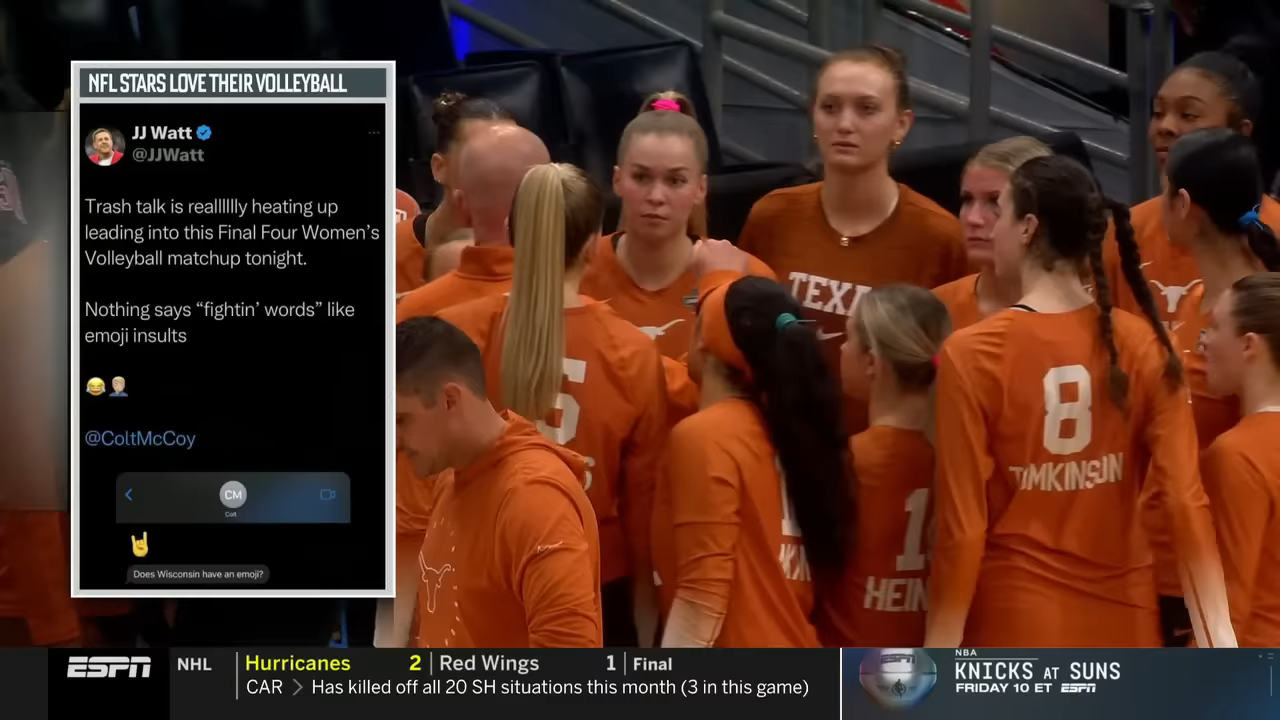 NFL STARS LOVE THEIR VOLLEYBALL
JJ Watt
@JJWatt
Trash talk is reallllllly heating up
leading into this Final Four Women's
Volleyball matchup tonight.
Nothing says “fightin’ words” like
emoji insults
@ColtMcCoy
CM
Colt
Does Wisconsin have an emoji?
TEXA
5
8
TOMKINSON
1
HEIN
ESPN
NHL
Hurricanes 2
Red Wings 1
Final
CAR > Has killed off all 20 SH situations this month (3 in this game)
NBA
KNICKS AT SUNS
FRIDAY 10 ET ESPN